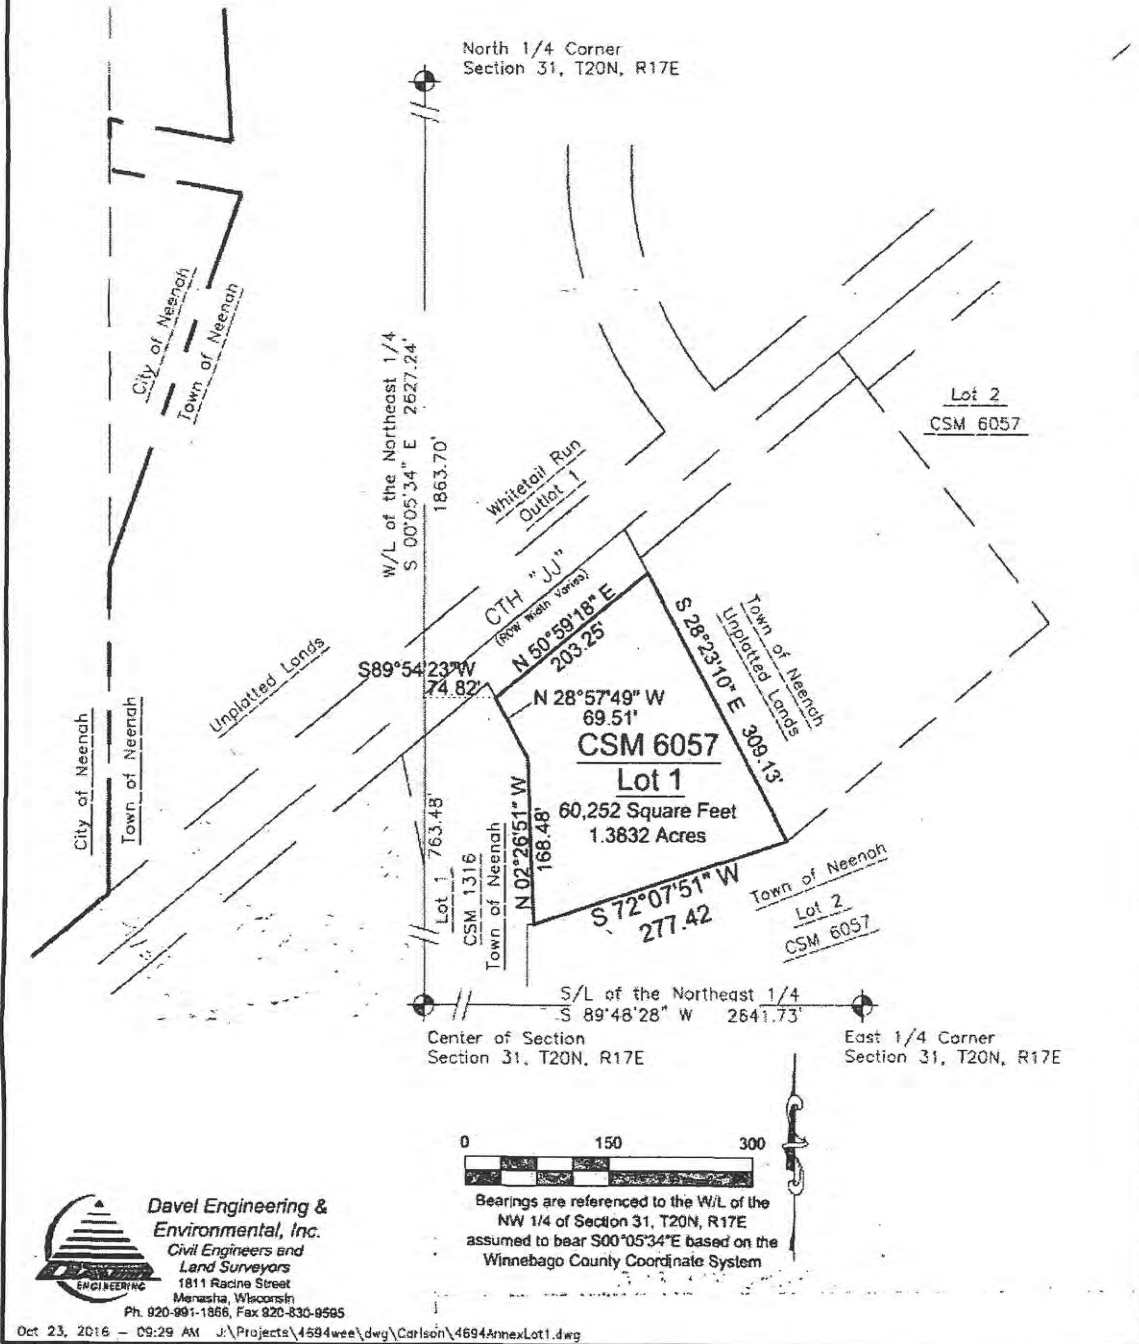 North 1/4 Corner
Section 31, T20N, R17E
City of Neenah
Town of Neenah
W/L of the Northeast 1/4
S 00°05'34" E 2627.24'
1863.70'
Lot 2
CSM 6057
Whitetail Run
Outlot 1
CTH "JJ"
(ROW Width Varies)
N 50°59'18" E
203.25'
Unplatted Lands
S89°54'23"W
74.82'
S 28°23'10" E 309.13'
Town of Neenah
Unplatted Lands
N 28°57'49" W
69.51'
CSM 6057
Lot 1
60,252 Square Feet
1.3832 Acres
City of Neenah
Town of Neenah
763.48'
Lot 1
CSM 1316
Town of Neenah
N 02°26'51" W
168.48'
S 72°07'51" W
277.42
Town of Neenah
Lot 2
CSM 6057
S/L of the Northeast 1/4
S 89°48'28" W 2641.73'
Center of Section
Section 31, T20N, R17E
East 1/4 Corner
Section 31, T20N, R17E
0 150 300
Bearings are referenced to the W/L of the
NW 1/4 of Section 31, T20N, R17E
assumed to bear S00°05'34"E based on the
Winnebago County Coordinate System
ENGINEERING
Davel Engineering &
Environmental, Inc.
Civil Engineers and
Land Surveyors
1811 Racine Street
Menasha, Wisconsin
Ph. 920-991-1866, Fax 920-830-9595
Oct 23, 2016 - 09:29 AM J:\Projects\4694wee\dwg\Carlson\4694AnnexLot1.dwg